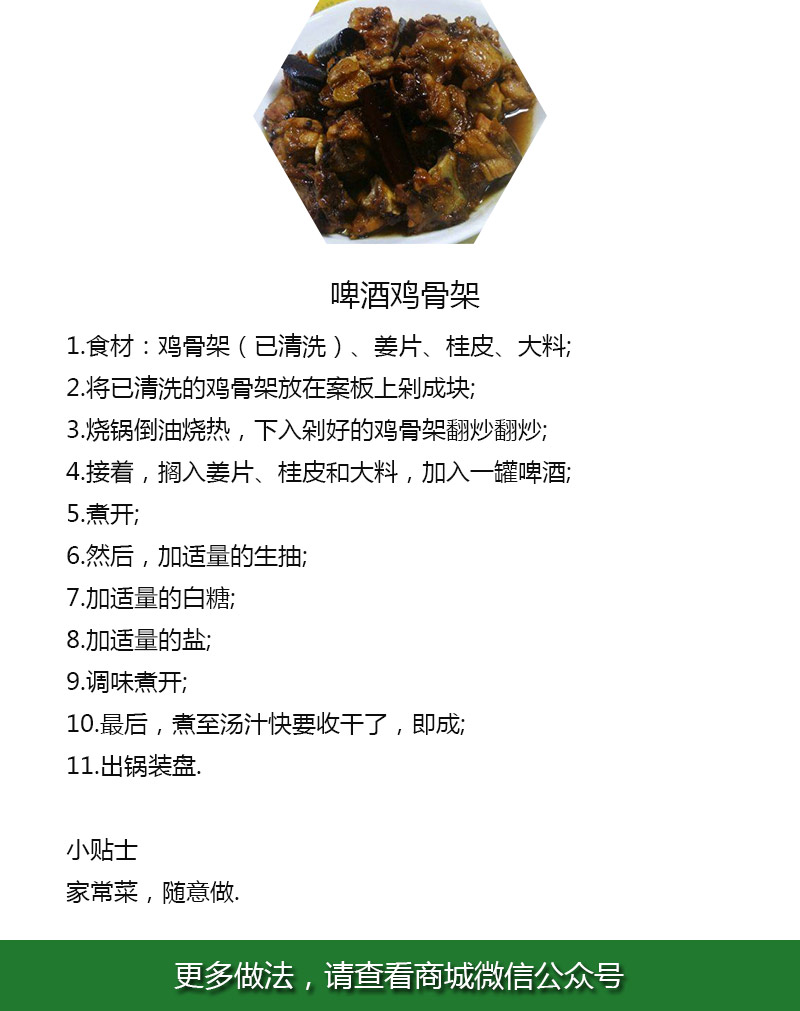 啤酒鸡骨架
1.食材：鸡骨架（已清洗）、姜片、桂皮、大料;
2.将已清洗的鸡骨架放在案板上剁成块;
3.烧锅倒油烧热，下入剁好的鸡骨架翻炒翻炒;
4.接着，搁入姜片、桂皮和大料，加入一罐啤酒;
5.煮开;
6.然后，加适量的生抽;
7.加适量的白糖;
8.加适量的盐;
9.调味煮开;
10.最后，煮至汤汁快要收干了，即成;
11.出锅装盘.
小贴士
家常菜，随意做.
更多做法，请查看商城微信公众号